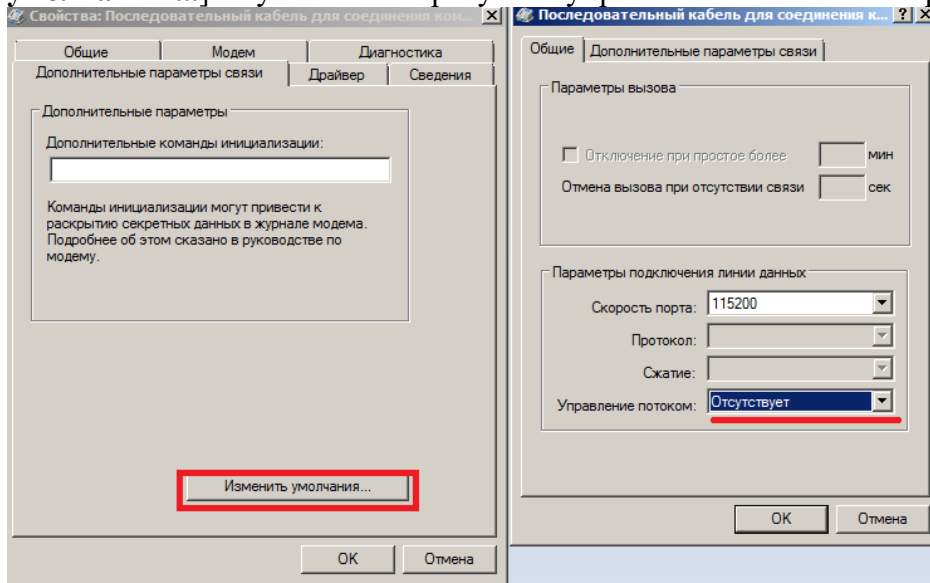 Свойства: Последовательный кабель для соединения ком...
Общие
Модем
Диагностика
Дополнительные параметры связи
Драйвер
Сведения
Дополнительные параметры
Дополнительные команды инициализации:
Команды инициализации могут привести к
раскрытию секретных данных в журнале модема.
Подробнее об этом сказано в руководстве по
модему.
Изменить умолчания...
OK
Отмена
Последовательный кабель для соединения к...
Общие
Дополнительные параметры связи
Параметры вызова
Отключение при простое более
мин
Отмена вызова при отсутствии связи
сек
Параметры подключения линии данных
Скорость порта:
115200
Протокол:
Сжатие:
Управление потоком:
Отсутствует
OK
Отмена